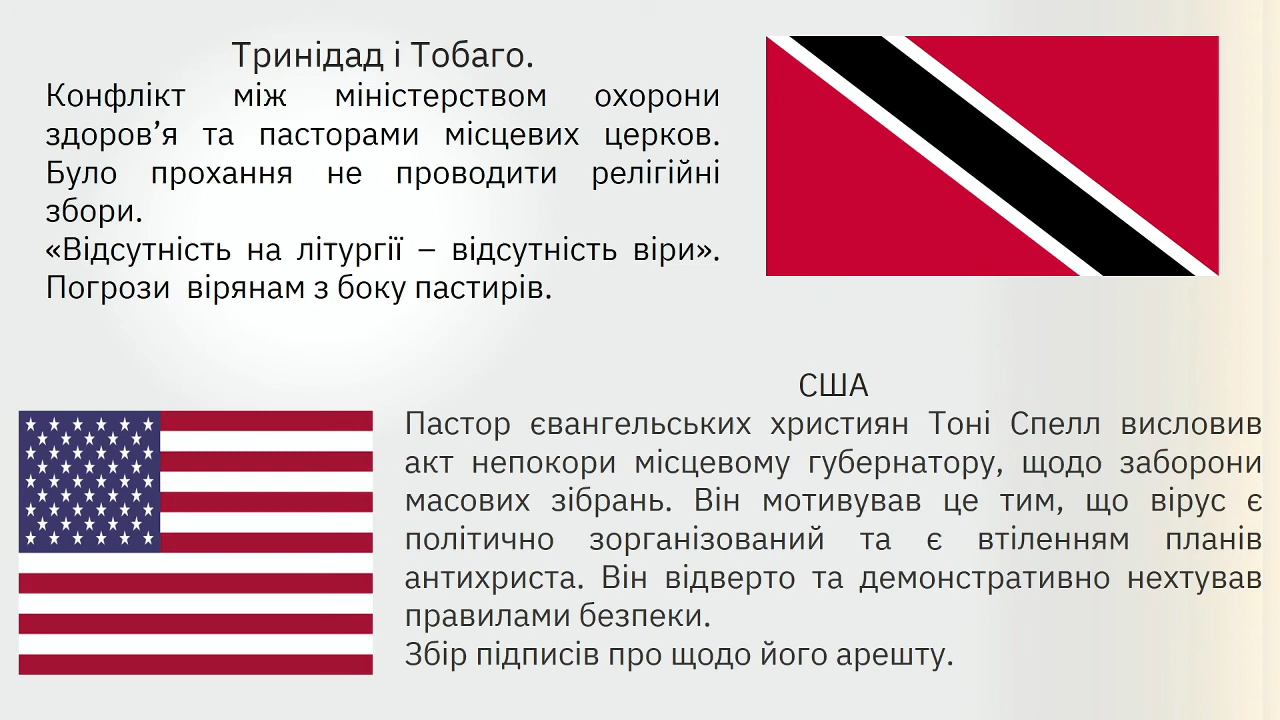 Тринідад і Тобаго.
Конфлікт між міністерством охорони
здоров’я та пасторами місцевих церков.
Було прохання не проводити релігійні
збори.
«Відсутність на літургії – відсутність віри».
Погрози вірянам з боку пастирів.
США
Пастор євангельських християн Тоні Спелл висловив
акт непокори місцевому губернатору, щодо заборони
масових зібрань. Він мотивував це тим, що вірус є
політично зорганізований та є втіленням планів
антихриста. Він відверто та демонстративно нехтував
правилами безпеки.
Збір підписів про щодо його арешту.